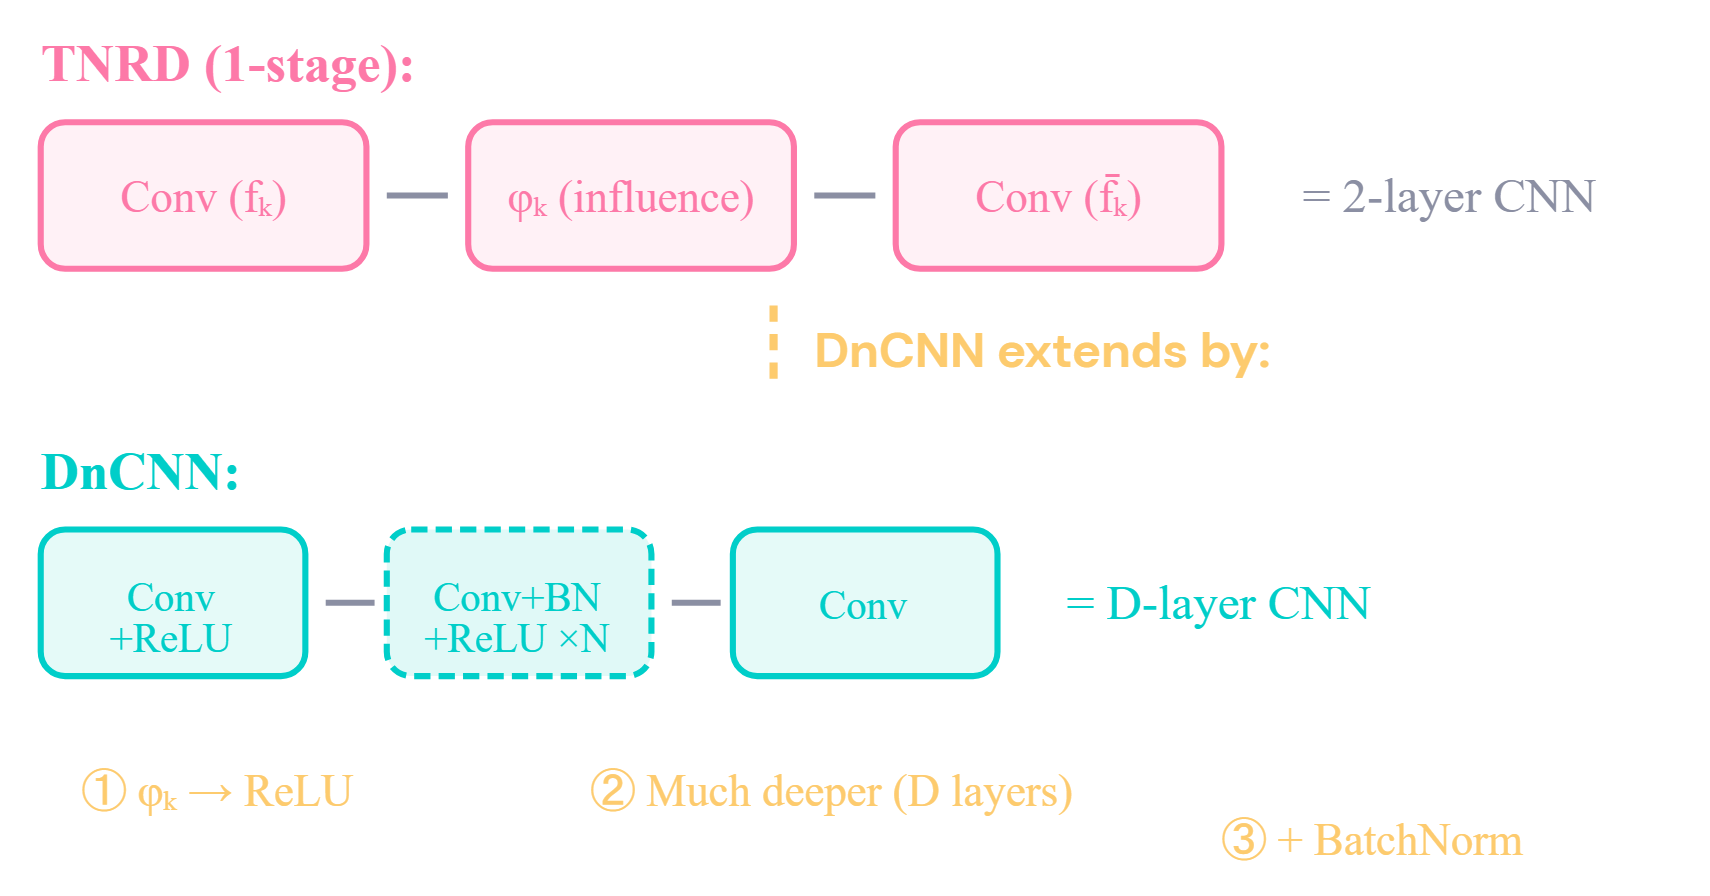 TNRD (1-stage):
Conv (fₖ)
φₖ (influence)
Conv (f̄ₖ)
= 2-layer CNN
DnCNN extends by:
DnCNN:
Conv
+ReLU
Conv+BN
+ReLU ×N
Conv
= D-layer CNN
① φₖ → ReLU
② Much deeper (D layers)
③ + BatchNorm